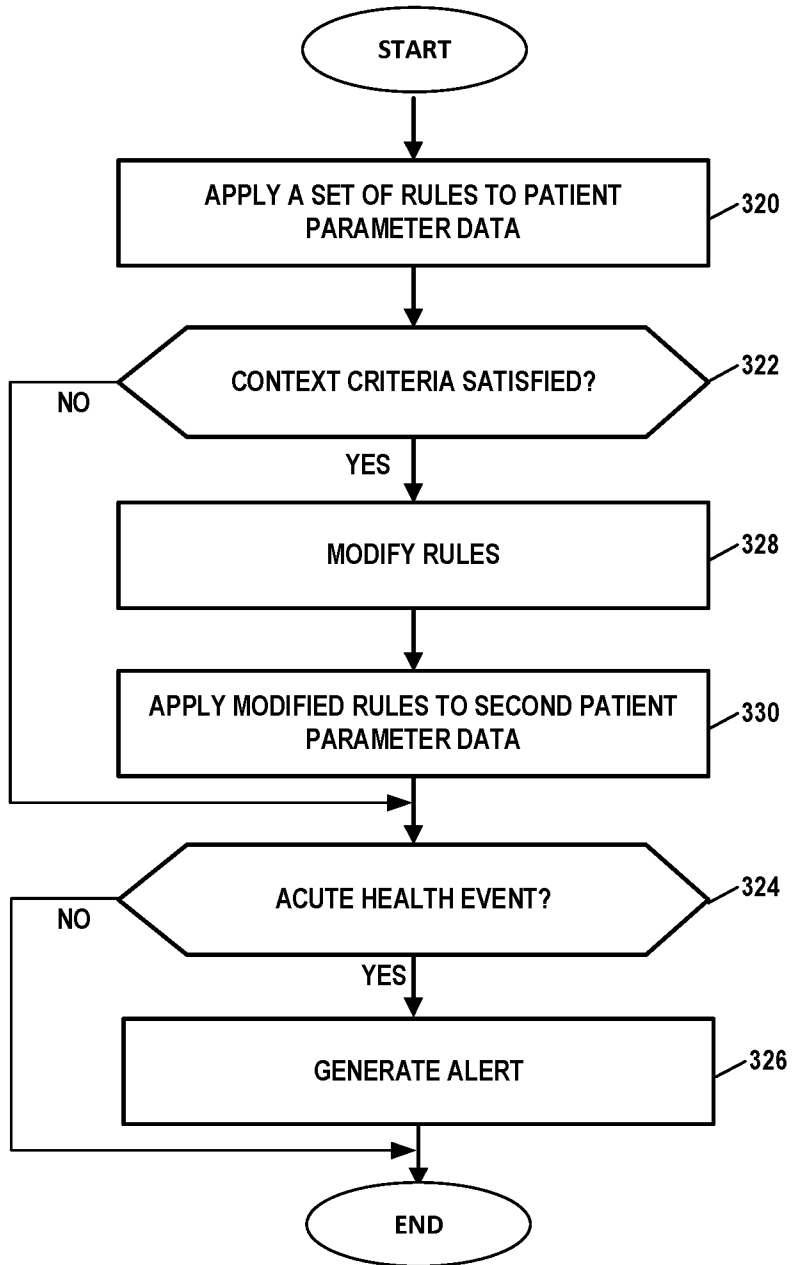 START
APPLY A SET OF RULES TO PATIENT
PARAMETER DATA
320
CONTEXT CRITERIA SATISFIED?
322
NO
YES
MODIFY RULES
328
APPLY MODIFIED RULES TO SECOND PATIENT
PARAMETER DATA
330
ACUTE HEALTH EVENT?
324
NO
YES
GENERATE ALERT
326
END